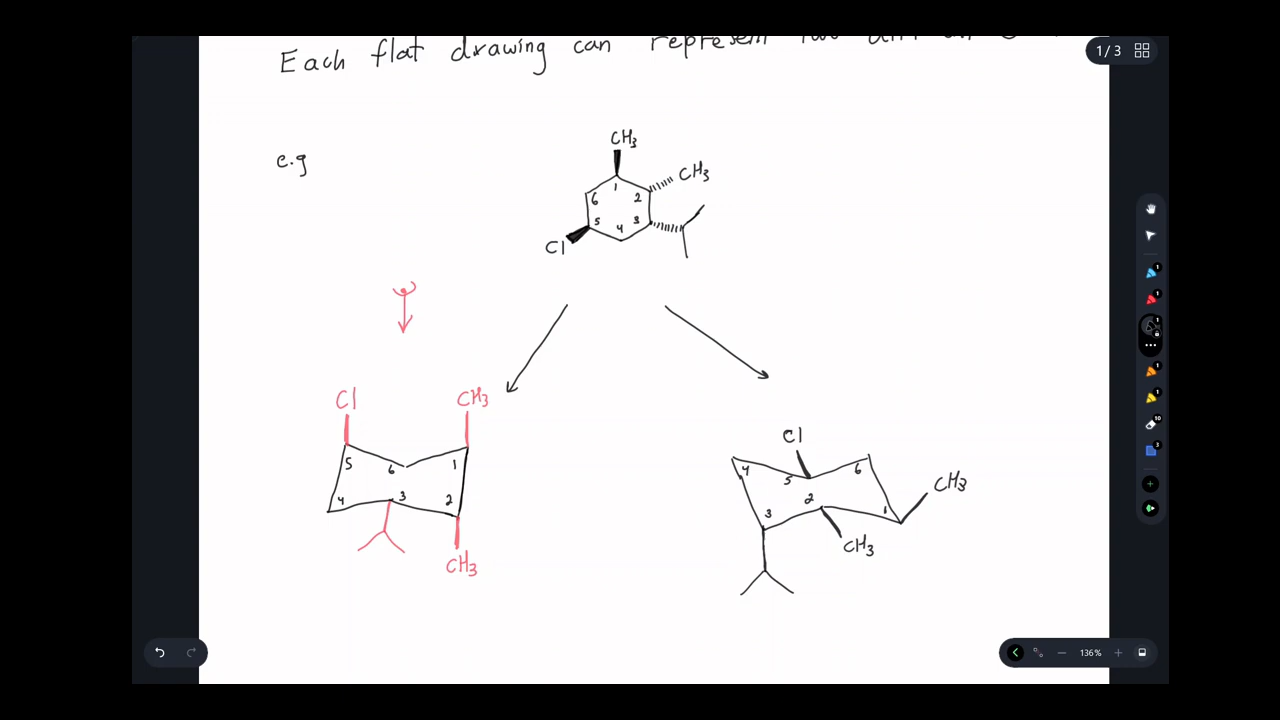 1/3
Each flat drawing can represent
e.g
CH3
CH3
1
6 2
5 3
4
Cl
Cl CH3
Cl
5 6 1
4 5 6
CH3
4 3 2
2
3 1
CH3
CH3
136%